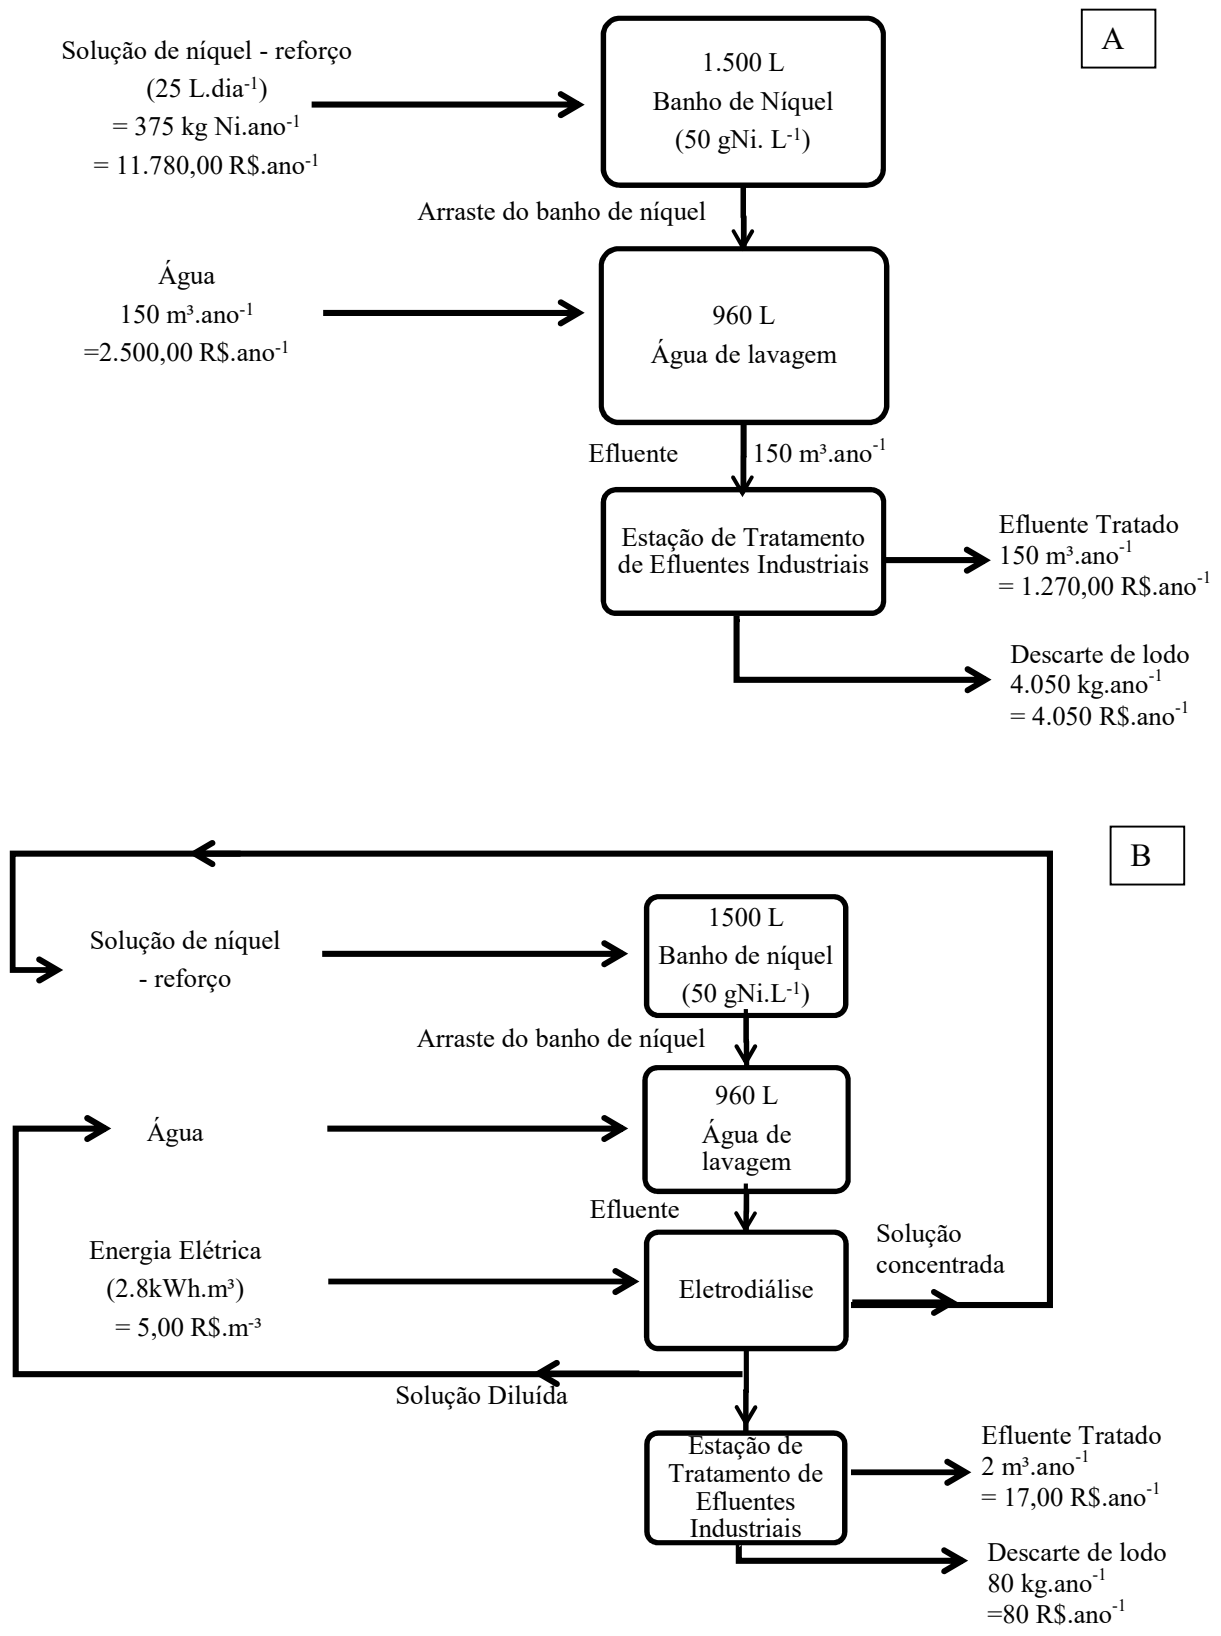 A
Solução de níquel - reforço
(25 L.dia⁻¹)
= 375 kg Ni.ano⁻¹
= 11.780,00 R$.ano⁻¹
1.500 L
Banho de Níquel
(50 gNi. L⁻¹)
Arraste do banho de níquel
Água
150 m³.ano⁻¹
=2.500,00 R$.ano⁻¹
960 L
Água de lavagem
Efluente
150 m³.ano⁻¹
Estação de Tratamento
de Efluentes Industriais
Efluente Tratado
150 m³.ano⁻¹
= 1.270,00 R$.ano⁻¹
Descarte de lodo
4.050 kg.ano⁻¹
= 4.050 R$.ano⁻¹
B
Solução de níquel
- reforço
1500 L
Banho de níquel
(50 gNi.L⁻¹)
Arraste do banho de níquel
Água
960 L
Água de
lavagem
Efluente
Energia Elétrica
(2.8kWh.m³)
= 5,00 R$.m⁻³
Eletrodiálise
Solução
concentrada
Solução Diluída
Estação de
Tratamento de
Efluentes
Industriais
Efluente Tratado
2 m³.ano⁻¹
= 17,00 R$.ano⁻¹
Descarte de lodo
80 kg.ano⁻¹
=80 R$.ano⁻¹